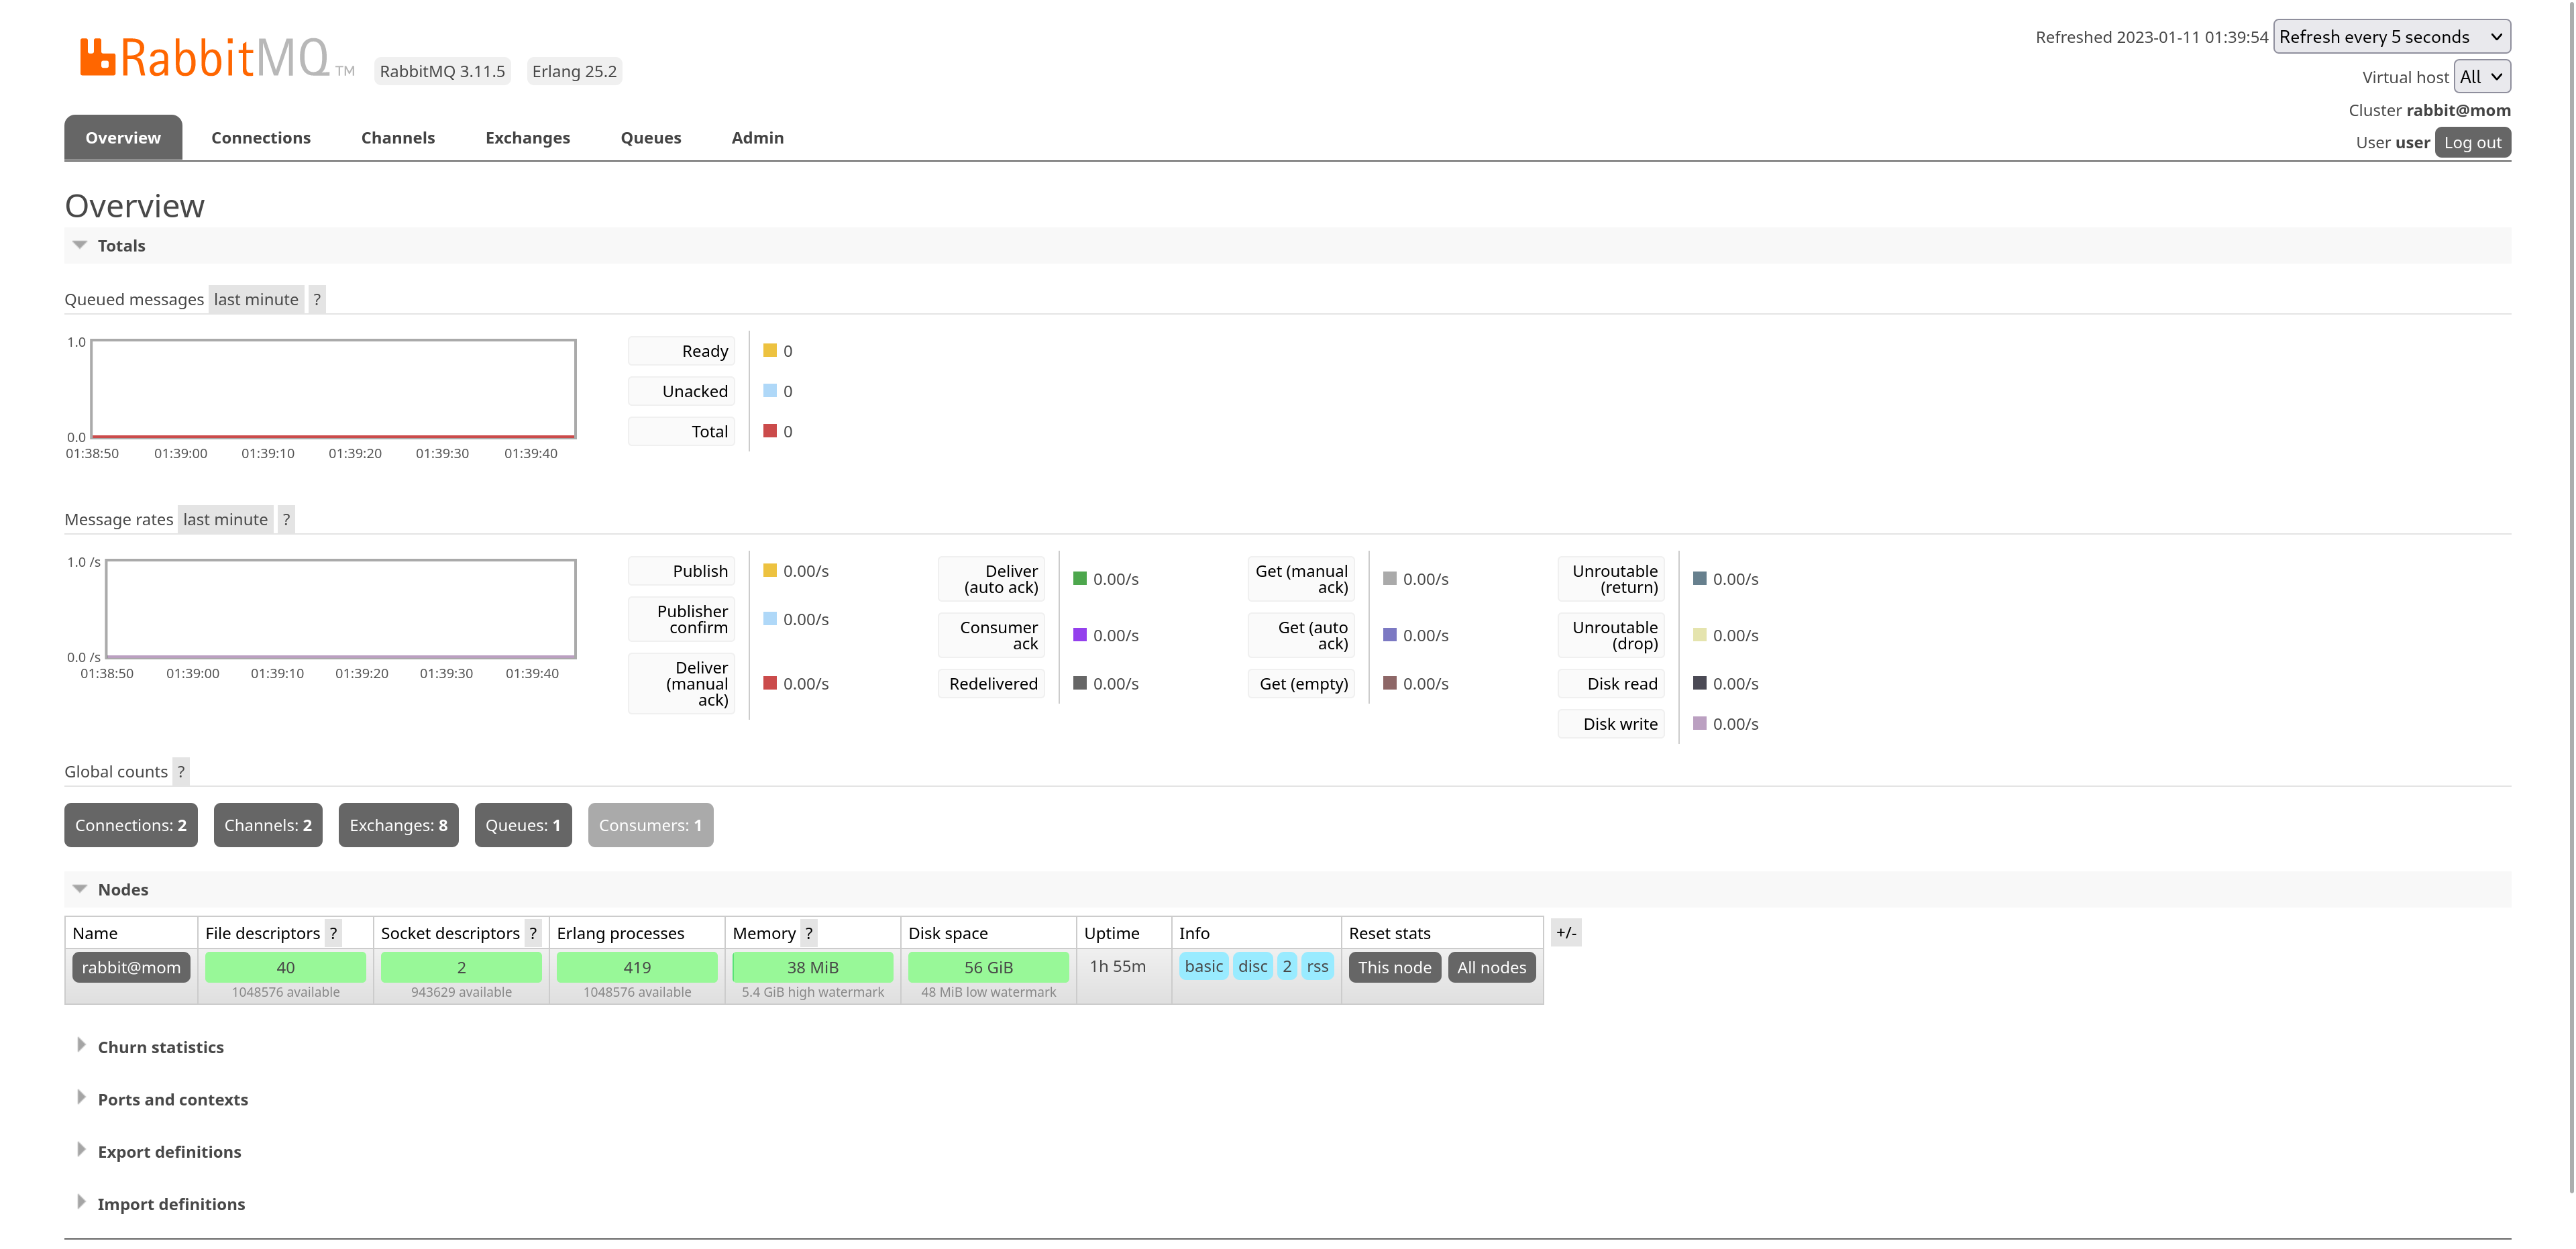 RabbitMQ TM RabbitMQ 3.11.5 Erlang 25.2
Refreshed 2023-01-11 01:39:54 Refresh every 5 seconds
Virtual host All
Cluster rabbit@mom
User user Log out
Overview Connections Channels Exchanges Queues Admin
Overview
Totals
Queued messages last minute ?
1.0
0.0
01:38:50 01:39:00 01:39:10 01:39:20 01:39:30 01:39:40
Ready 0
Unacked 0
Total 0
Message rates last minute ?
1.0 /s
0.0 /s
01:38:50 01:39:00 01:39:10 01:39:20 01:39:30 01:39:40
Publish 0.00/s
Publisher
confirm 0.00/s
Deliver
(manual
ack) 0.00/s
Deliver
(auto ack) 0.00/s
Consumer
ack 0.00/s
Redelivered 0.00/s
Get (manual
ack) 0.00/s
Get (auto
ack) 0.00/s
Get (empty) 0.00/s
Unroutable
(return) 0.00/s
Unroutable
(drop) 0.00/s
Disk read 0.00/s
Disk write 0.00/s
Global counts ?
Connections: 2 Channels: 2 Exchanges: 8 Queues: 1 Consumers: 1
Nodes
Name File descriptors ? Socket descriptors ? Erlang processes Memory ? Disk space Uptime Info Reset stats +/-
rabbit@mom 40 2 419 38 MiB 56 GiB 1h 55m basic disc 2 rss This node All nodes
1048576 available 943629 available 1048576 available 5.4 GiB high watermark 48 MiB low watermark
Churn statistics
Ports and contexts
Export definitions
Import definitions